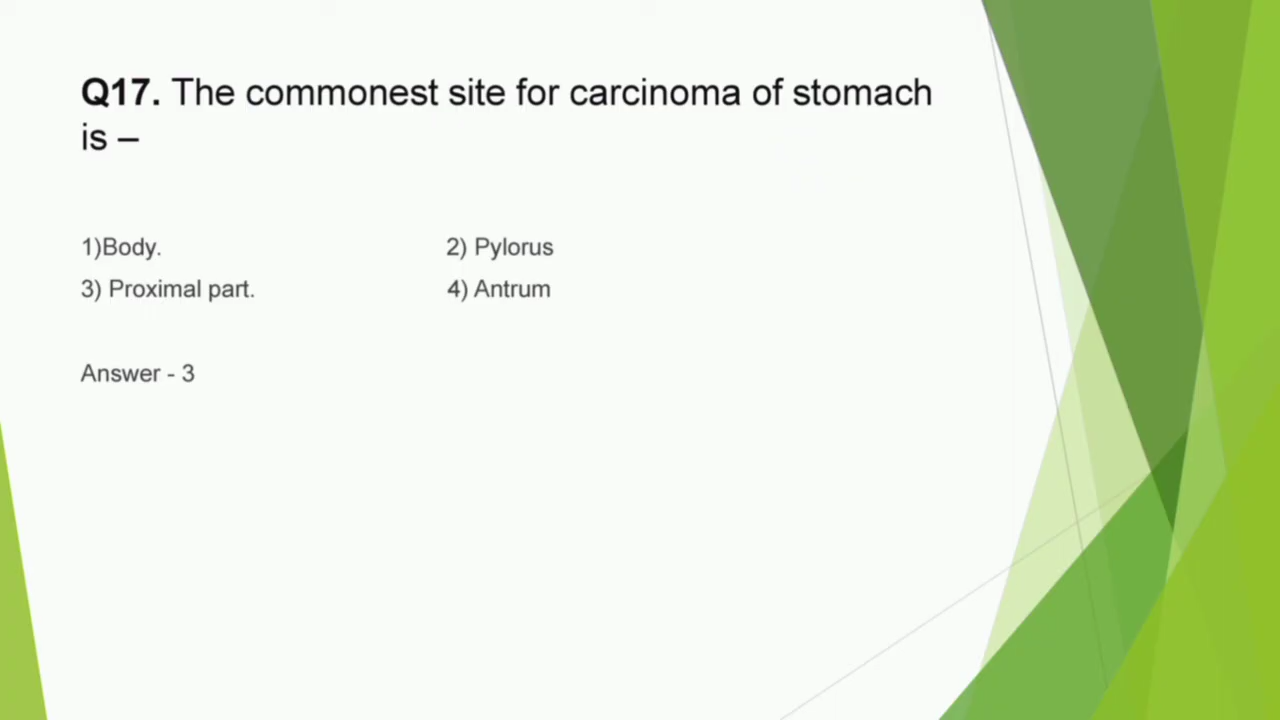 Q17. The commonest site for carcinoma of stomach
is –
1)Body. 2) Pylorus
3) Proximal part. 4) Antrum
Answer - 3